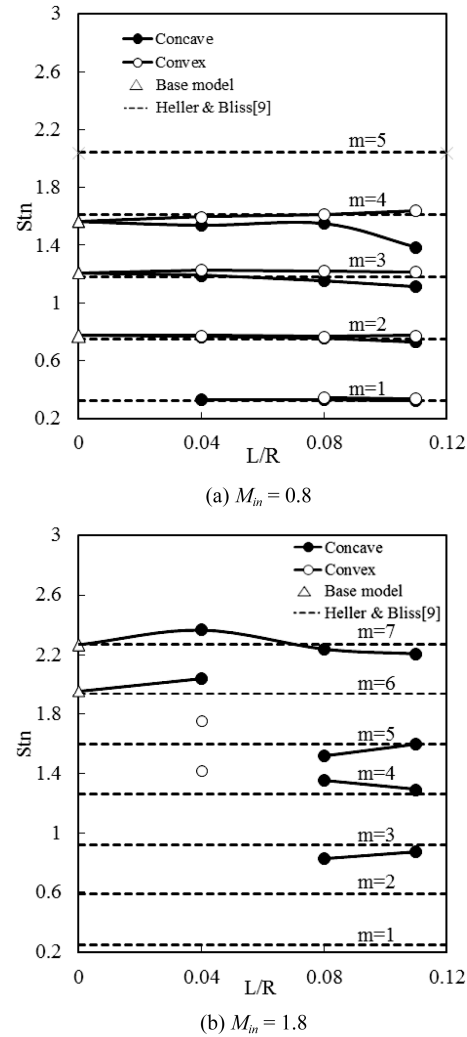 3
2.6
2.2
1.8
1.4
1
0.6
0.2
Stn
Concave
Convex
Base model
Heller & Bliss[9]
m=5
m=4
m=3
m=2
m=1
0
0.04
0.08
0.12
L/R
(a) M_in = 0.8
3
2.6
2.2
1.8
1.4
1
0.6
0.2
Stn
Concave
Convex
Base model
Heller & Bliss[9]
m=7
m=6
m=5
m=4
m=3
m=2
m=1
0
0.04
0.08
0.12
L/R
(b) M_in = 1.8